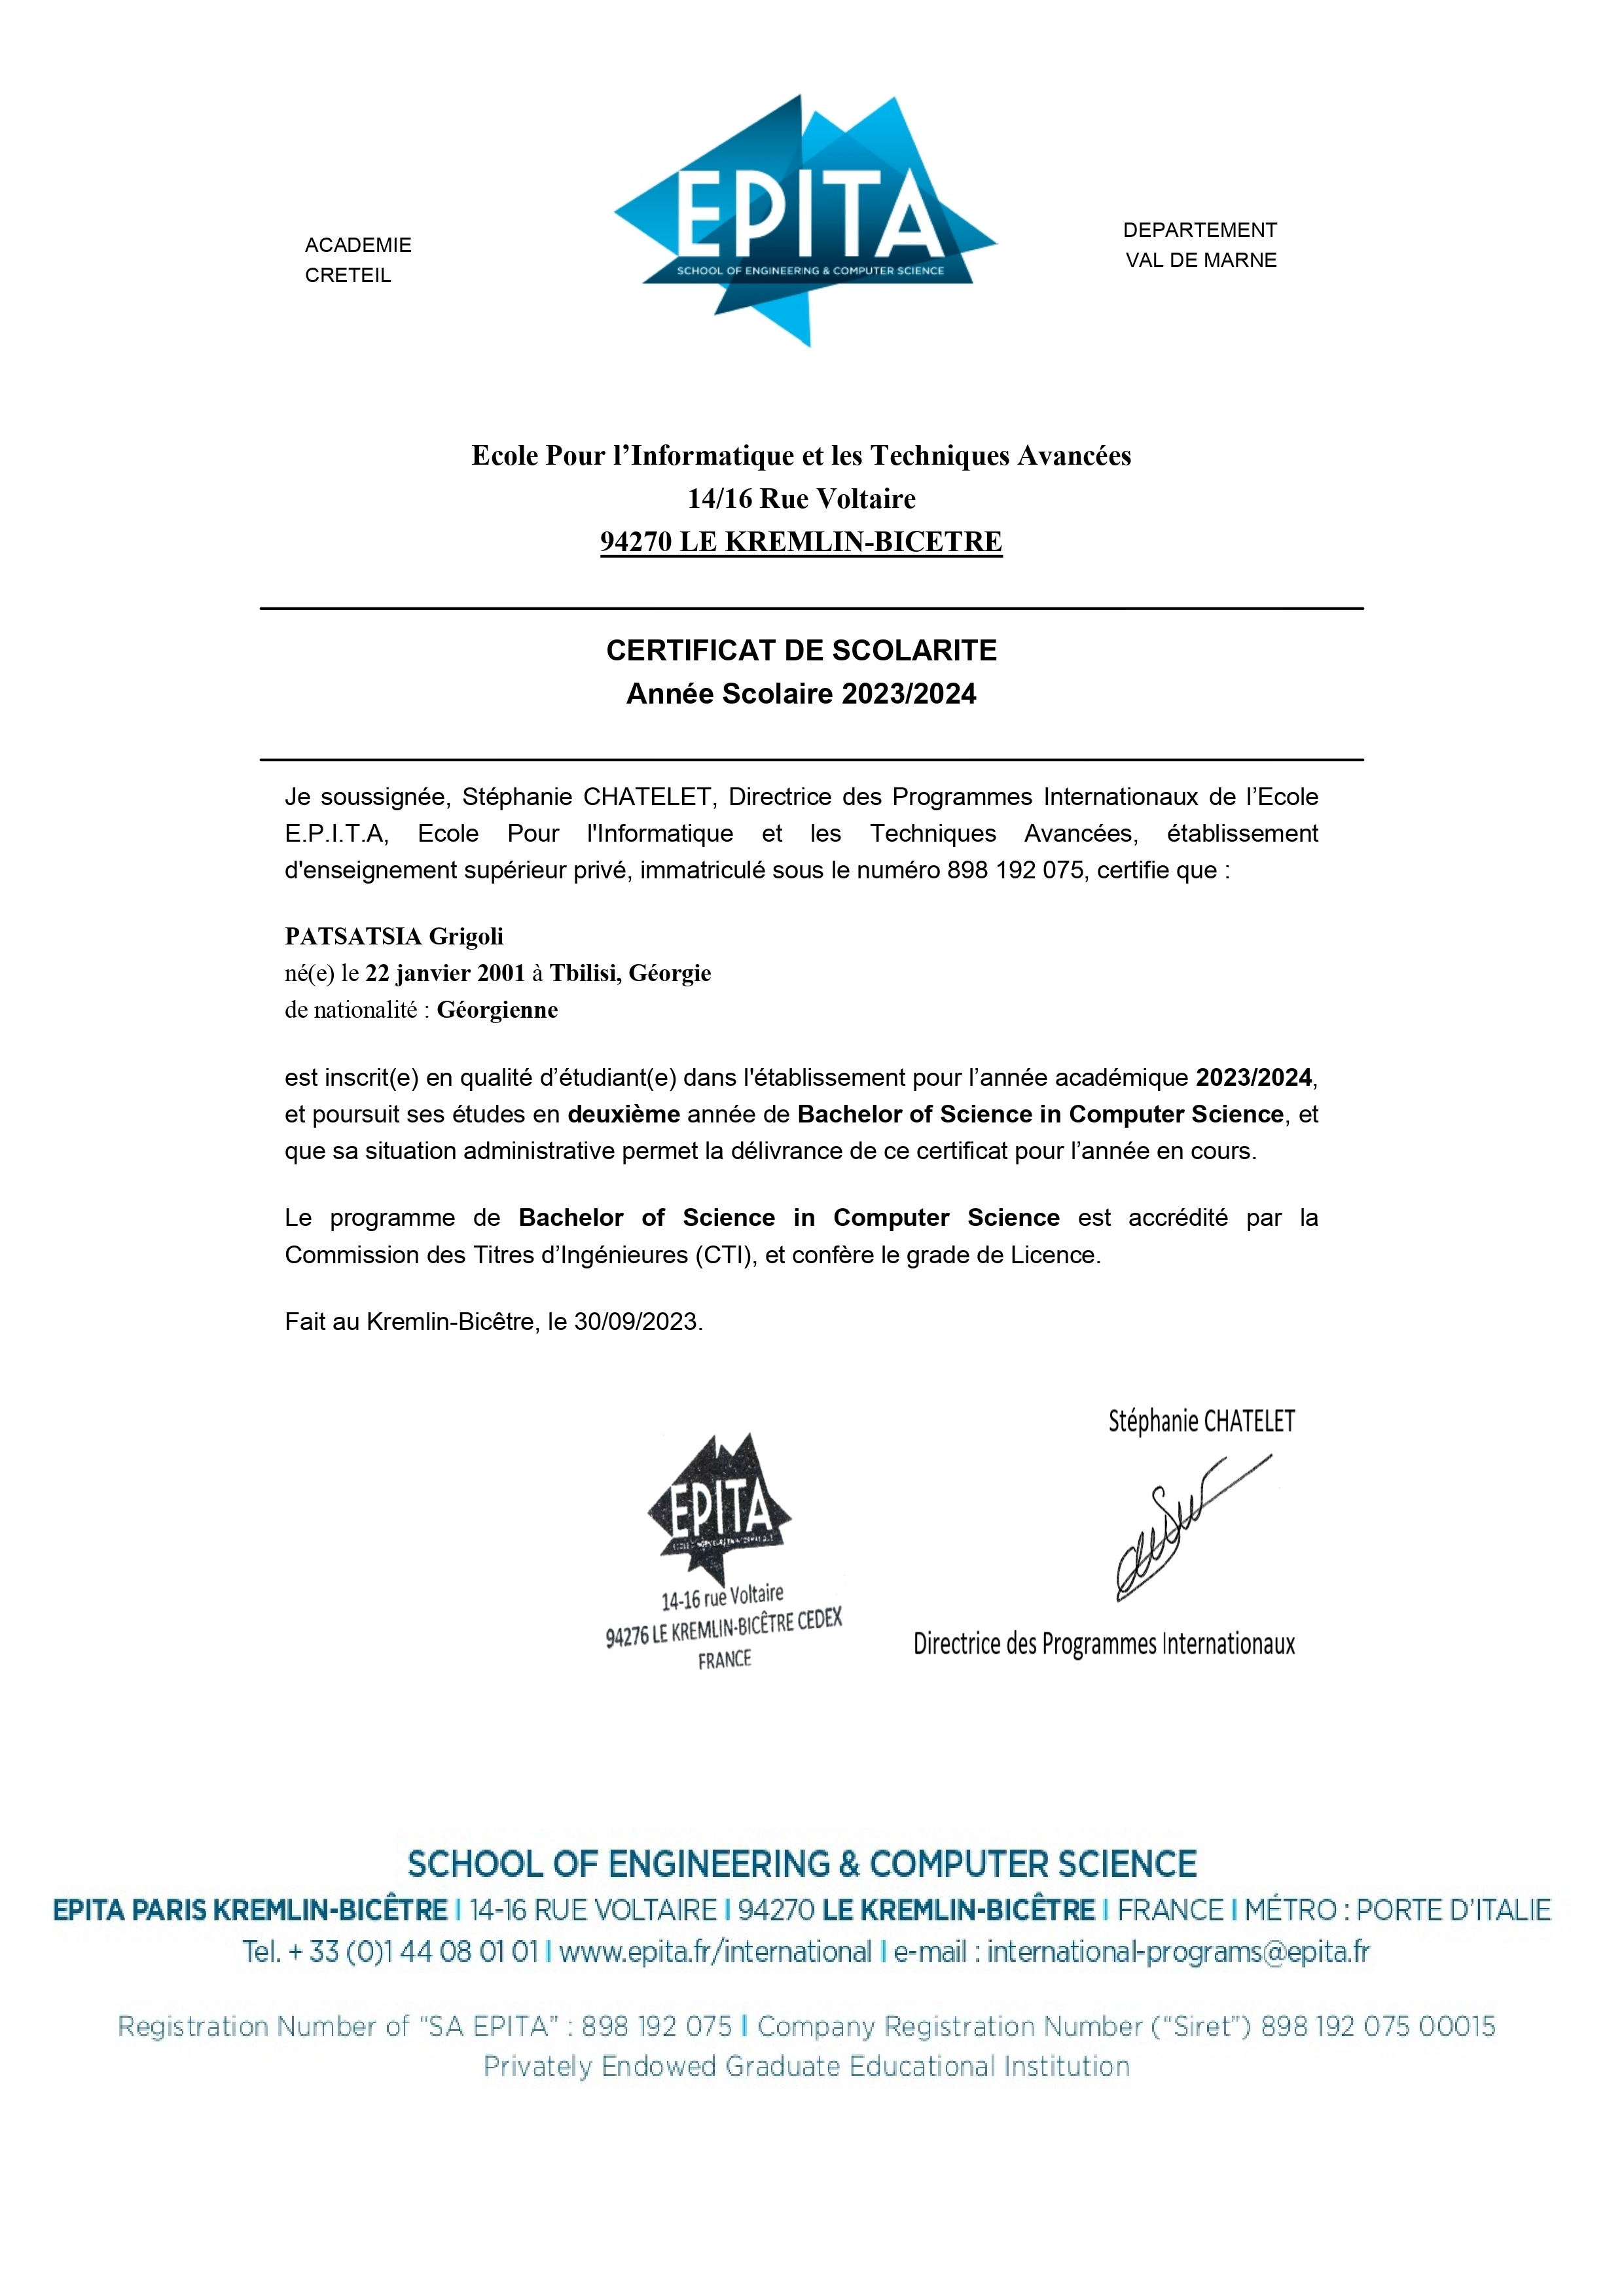 EPITA
SCHOOL OF ENGINEERING & COMPUTER SCIENCE
ACADEMIE
CRETEIL
DEPARTEMENT
VAL DE MARNE
Ecole Pour l’Informatique et les Techniques Avancées
14/16 Rue Voltaire
94270 LE KREMLIN-BICETRE
CERTIFICAT DE SCOLARITE
Année Scolaire 2023/2024
Je soussignée, Stéphanie CHATELET, Directrice des Programmes Internationaux de l’Ecole
E.P.I.T.A, Ecole Pour l'Informatique et les Techniques Avancées, établissement
d'enseignement supérieur privé, immatriculé sous le numéro 898 192 075, certifie que :
PATSATSIA Grigoli
né(e) le 22 janvier 2001 à Tbilisi, Géorgie
de nationalité : Géorgienne
est inscrit(e) en qualité d’étudiant(e) dans l'établissement pour l’année académique 2023/2024,
et poursuit ses études en deuxième année de Bachelor of Science in Computer Science, et
que sa situation administrative permet la délivrance de ce certificat pour l’année en cours.
Le programme de Bachelor of Science in Computer Science est accrédité par la
Commission des Titres d’Ingénieures (CTI), et confère le grade de Licence.
Fait au Kremlin-Bicêtre, le 30/09/2023.
Stéphanie CHATELET
EPITA
14-16 rue Voltaire
94276 LE KREMLIN-BICÊTRE CEDEX
FRANCE
Directrice des Programmes Internationaux
SCHOOL OF ENGINEERING & COMPUTER SCIENCE
EPITA PARIS KREMLIN-BICÊTRE | 14-16 RUE VOLTAIRE | 94270 LE KREMLIN-BICÊTRE | FRANCE | MÉTRO : PORTE D’ITALIE
Tel. + 33 (0)1 44 08 01 01 | www.epita.fr/international | e-mail : international-programs@epita.fr
Registration Number of “SA EPITA” : 898 192 075 | Company Registration Number (“Siret”) 898 192 075 00015
Privately Endowed Graduate Educational Institution